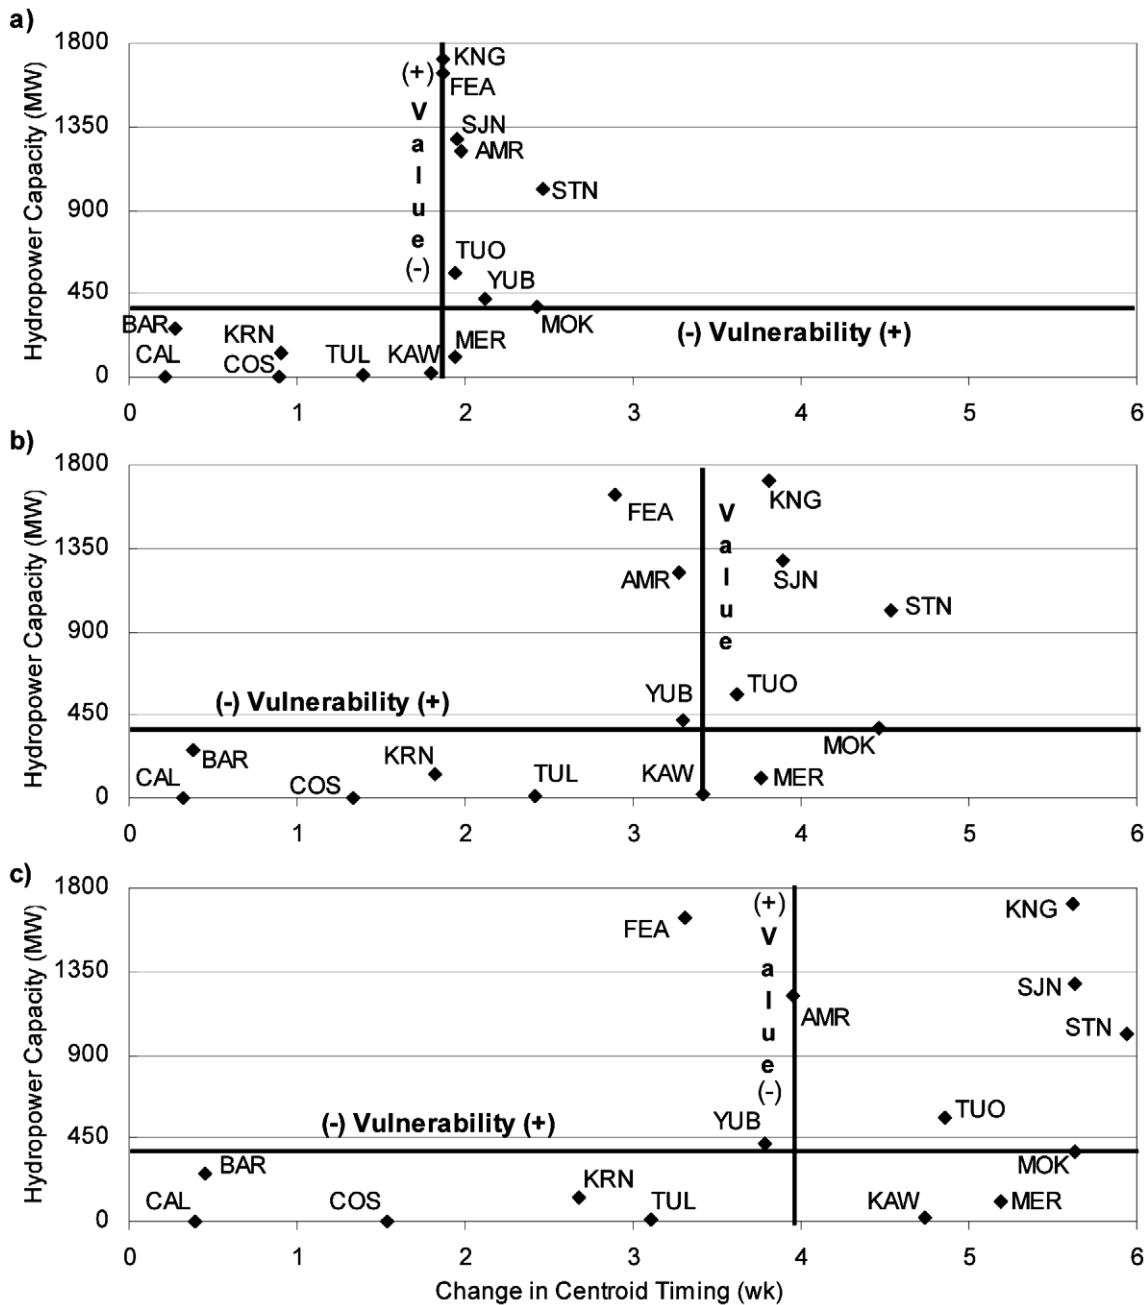 a)
Hydropower Capacity (MW)
1800
1350
900
450
0
(+)
Value
(-)
KNG
FEA
SJN
AMR
STN
TUO
YUB
MOK
(-) Vulnerability (+)
BAR
KRN
MER
CAL
COS
TUL
KAW
0 1 2 3 4 5 6
b)
Hydropower Capacity (MW)
1800
1350
900
450
0
Value
FEA
KNG
AMR
SJN
STN
YUB
TUO
(-) Vulnerability (+)
MOK
BAR
KRN
CAL
COS
TUL
KAW
MER
0 1 2 3 4 5 6
c)
Hydropower Capacity (MW)
1800
1350
900
450
0
(+)
Value
(-)
FEA
KNG
SJN
AMR
STN
YUB
TUO
(-) Vulnerability (+)
BAR
MOK
KRN
CAL
COS
TUL
KAW
MER
0 1 2 3 4 5 6
Change in Centroid Timing (wk)